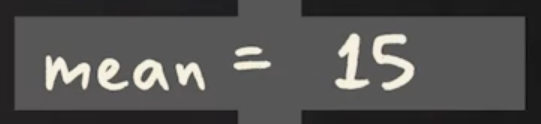 mean = 15